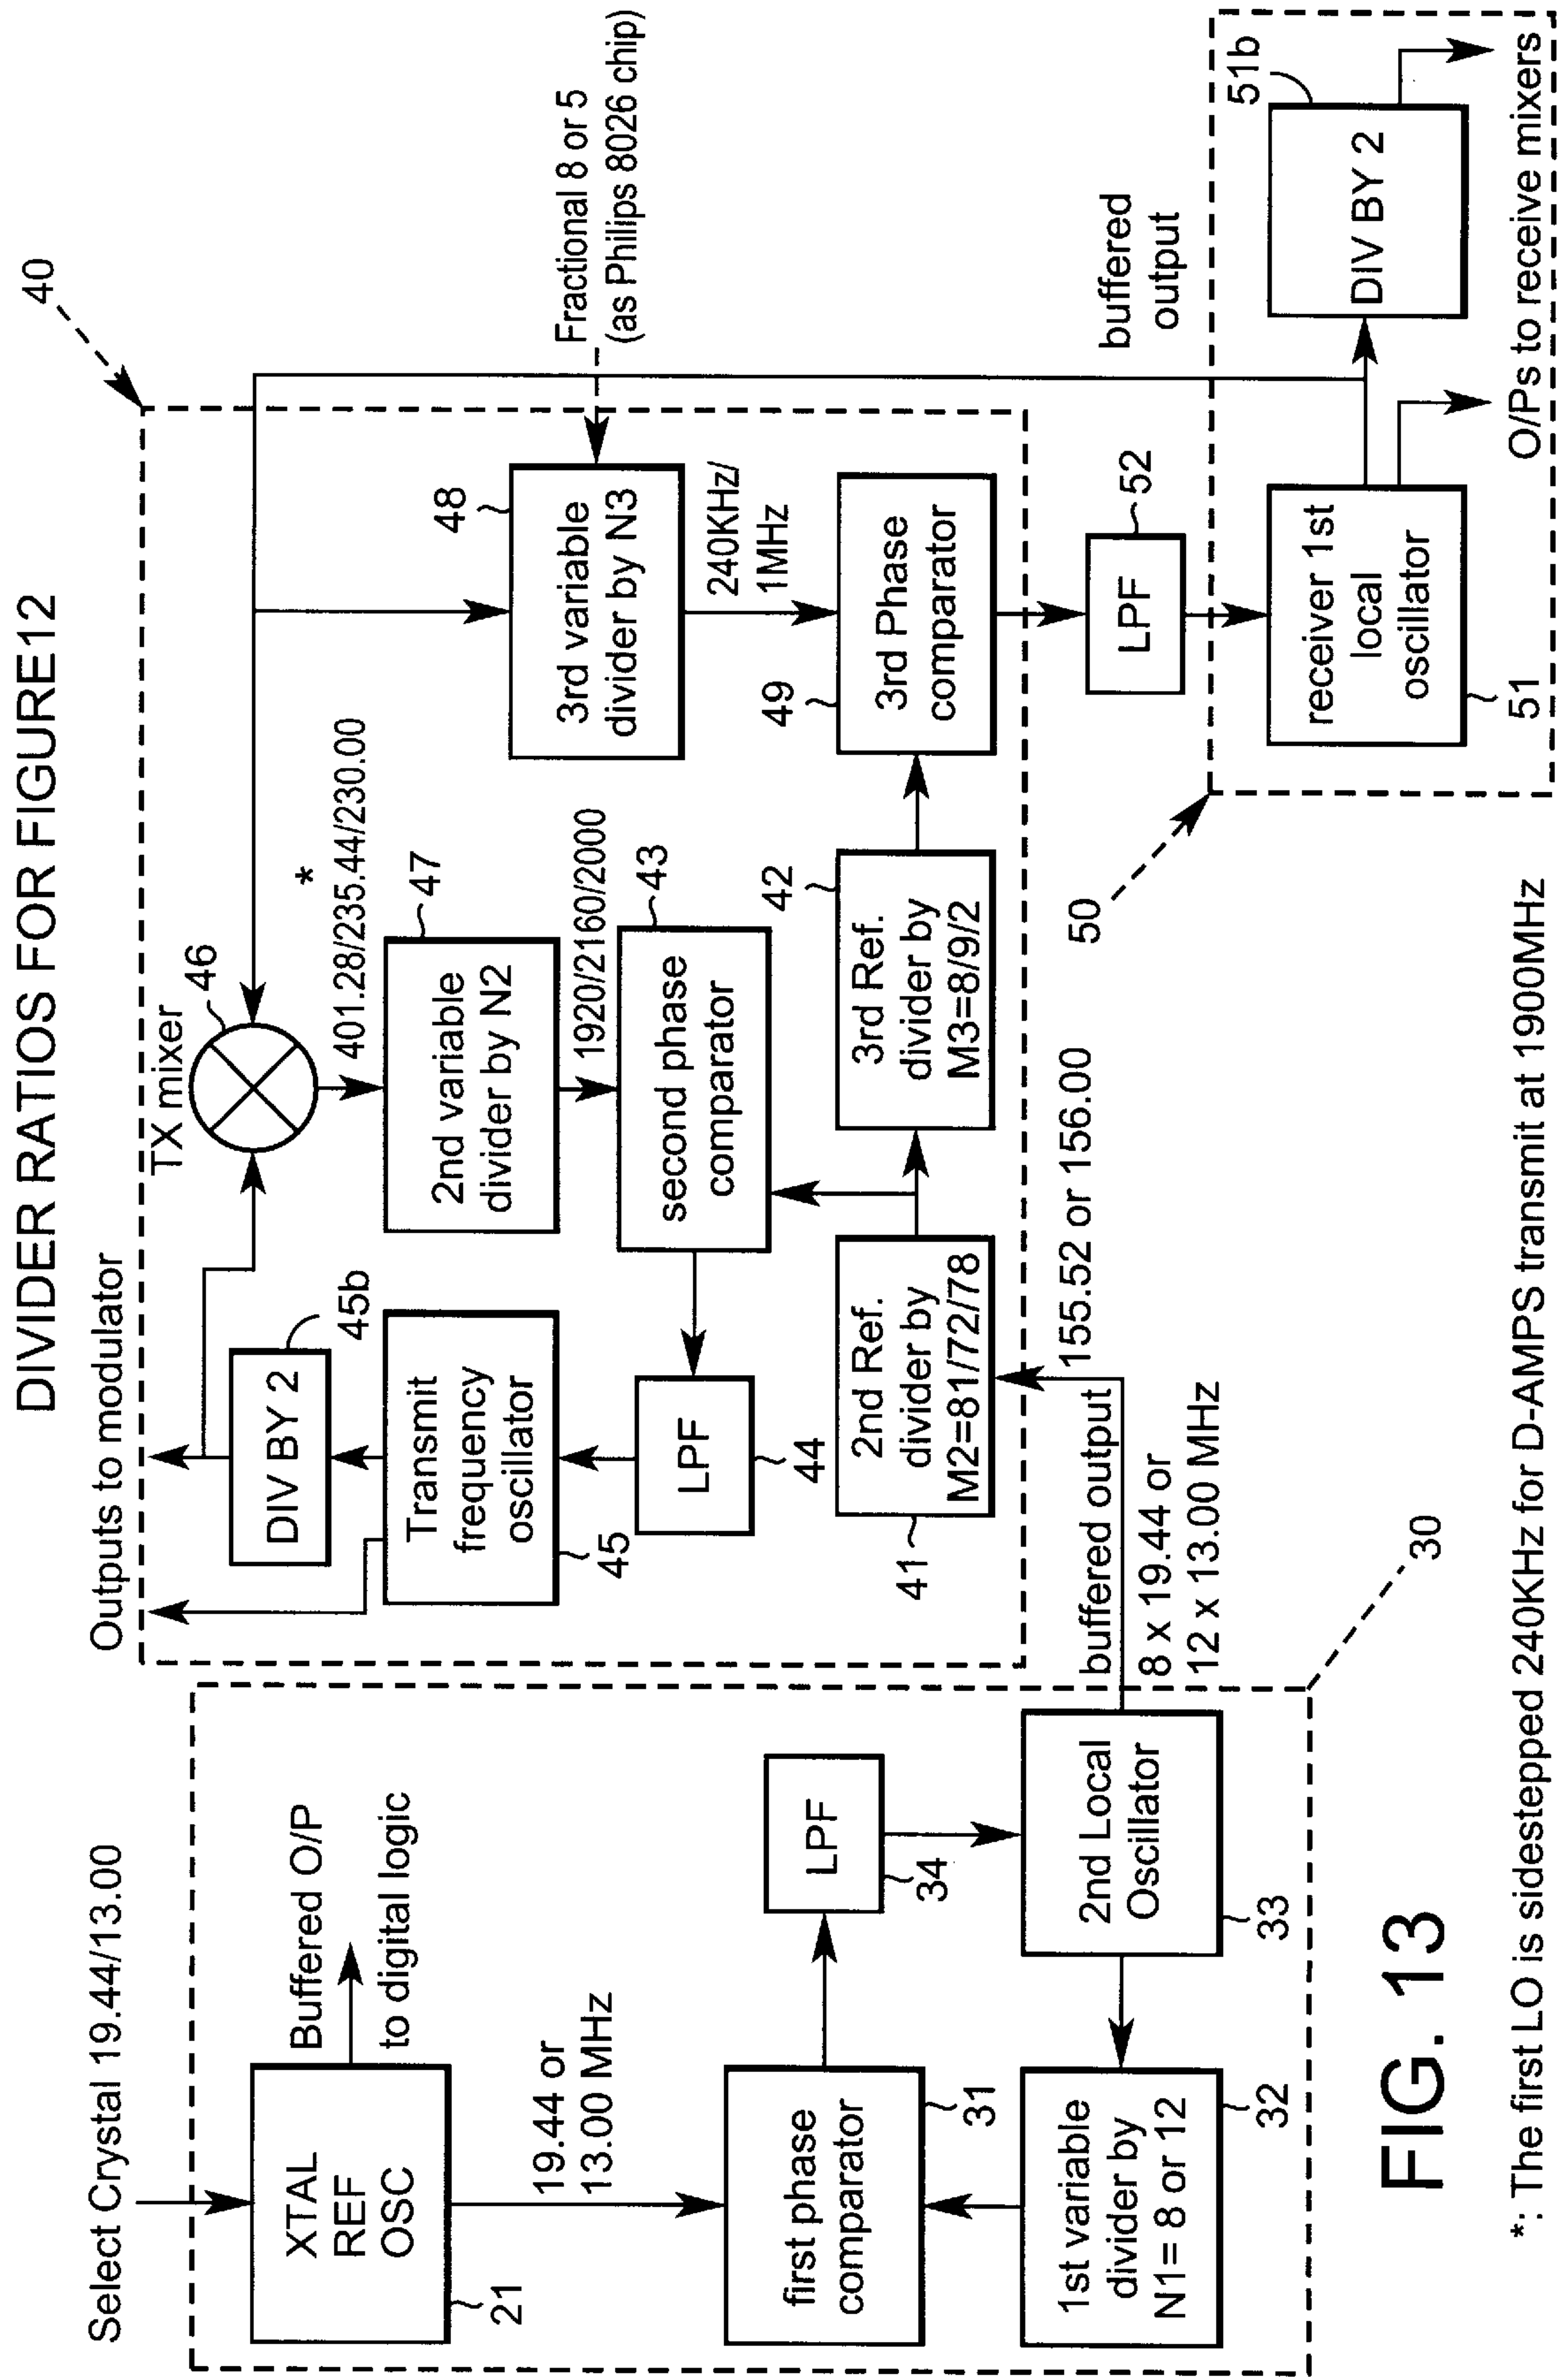 DIVIDER RATIOS FOR FIGURE12
Select Crystal 19.44/13.00
XTAL
REF
OSC
21
Buffered O/P
to digital logic
19.44 or
13.00 MHz
first phase
comparator
31
LPF
34
1st variable
divider by
N1= 8 or 12
32
2nd Local
Oscillator
33
30
buffered output
8 x 19.44 or
12 x 13.00 MHz
155.52 or 156.00
Outputs to modulator
40
DIV BY 2
45b
Transmit
frequency
oscillator
45
LPF
44
2nd Ref.
divider by
M2=81/72/78
41
TX mixer
46
*
401.28/235.44/230.00
2nd variable
divider by N2
47
1920/2160/2000
second phase
comparator
43
3rd Ref.
divider by
M3=8/9/2
42
Fractional 8 or 5
(as Philips 8026 chip)
3rd variable
divider by N3
48
240KHz/
1MHz
3rd Phase
comparator
49
LPF
52
buffered
output
50
receiver 1st
local
oscillator
51
DIV BY 2
51b
O/Ps to receive mixers
FIG. 13
*: The first LO is sidestepped 240KHz for D-AMPS transmit at 1900MHz